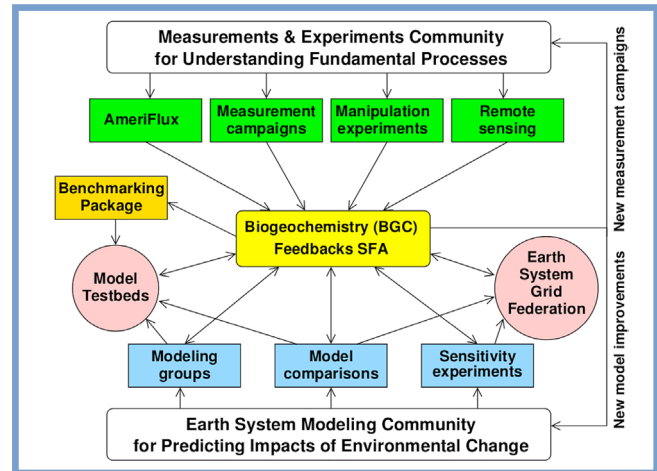 Measurements & Experiments Community
for Understanding Fundamental Processes
AmeriFlux
Measurement
campaigns
Manipulation
experiments
Remote
sensing
New measurement campaigns
Benchmarking
Package
Biogeochemistry (BGC)
Feedbacks SFA
Model
Testbeds
Earth
System
Grid
Federation
New model improvements
Modeling
groups
Model
comparisons
Sensitivity
experiments
Earth System Modeling Community
for Predicting Impacts of Environmental Change